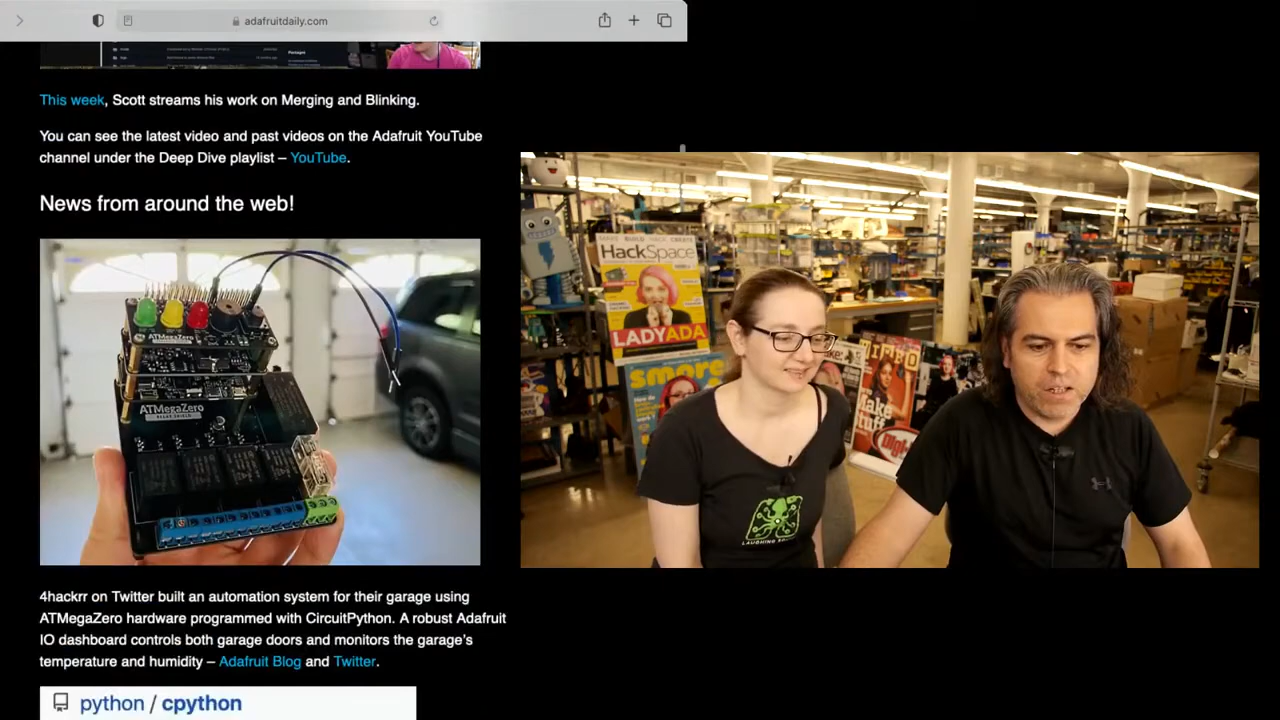 adafruitdaily.com
This week, Scott streams his work on Merging and Blinking.
You can see the latest video and past videos on the Adafruit YouTube
channel under the Deep Dive playlist – YouTube.
News from around the web!
ATMegaZero
ATMegaZero
4hackrr on Twitter built an automation system for their garage using
ATMegaZero hardware programmed with CircuitPython. A robust Adafruit
IO dashboard controls both garage doors and monitors the garage's
temperature and humidity – Adafruit Blog and Twitter.
python / cpython
HackSpace
LADYADA
smore